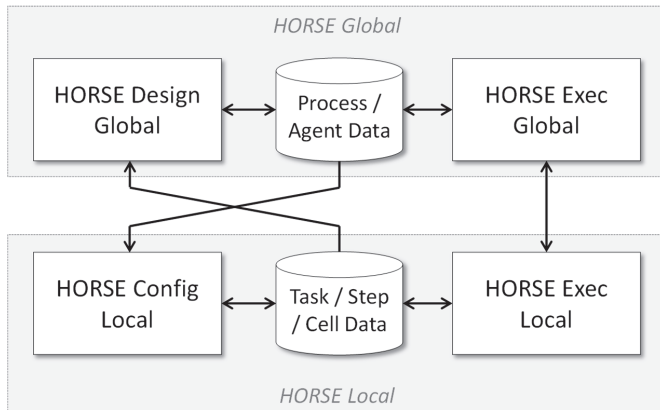 HORSE Global
HORSE Design
Global
Process /
Agent Data
HORSE Exec
Global
HORSE Config
Local
Task / Step
/ Cell Data
HORSE Exec
Local
HORSE Local